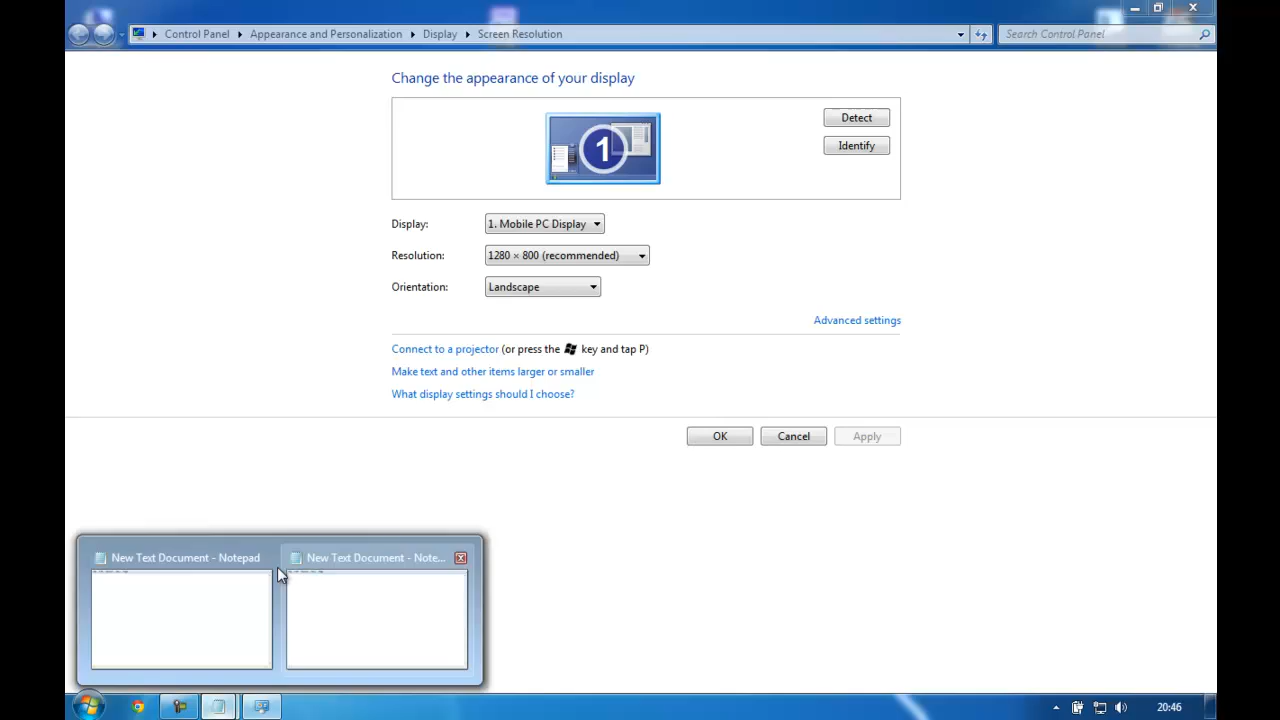 Control Panel Appearance and Personalization Display Screen Resolution
Search Control Panel
Change the appearance of your display
1
Detect
Identify
Display: 1. Mobile PC Display
Resolution: 1280 × 800 (recommended)
Orientation: Landscape
Advanced settings
Connect to a projector (or press the key and tap P)
Make text and other items larger or smaller
What display settings should I choose?
OK Cancel Apply
New Text Document - Notepad New Text Document - Note...
20:46